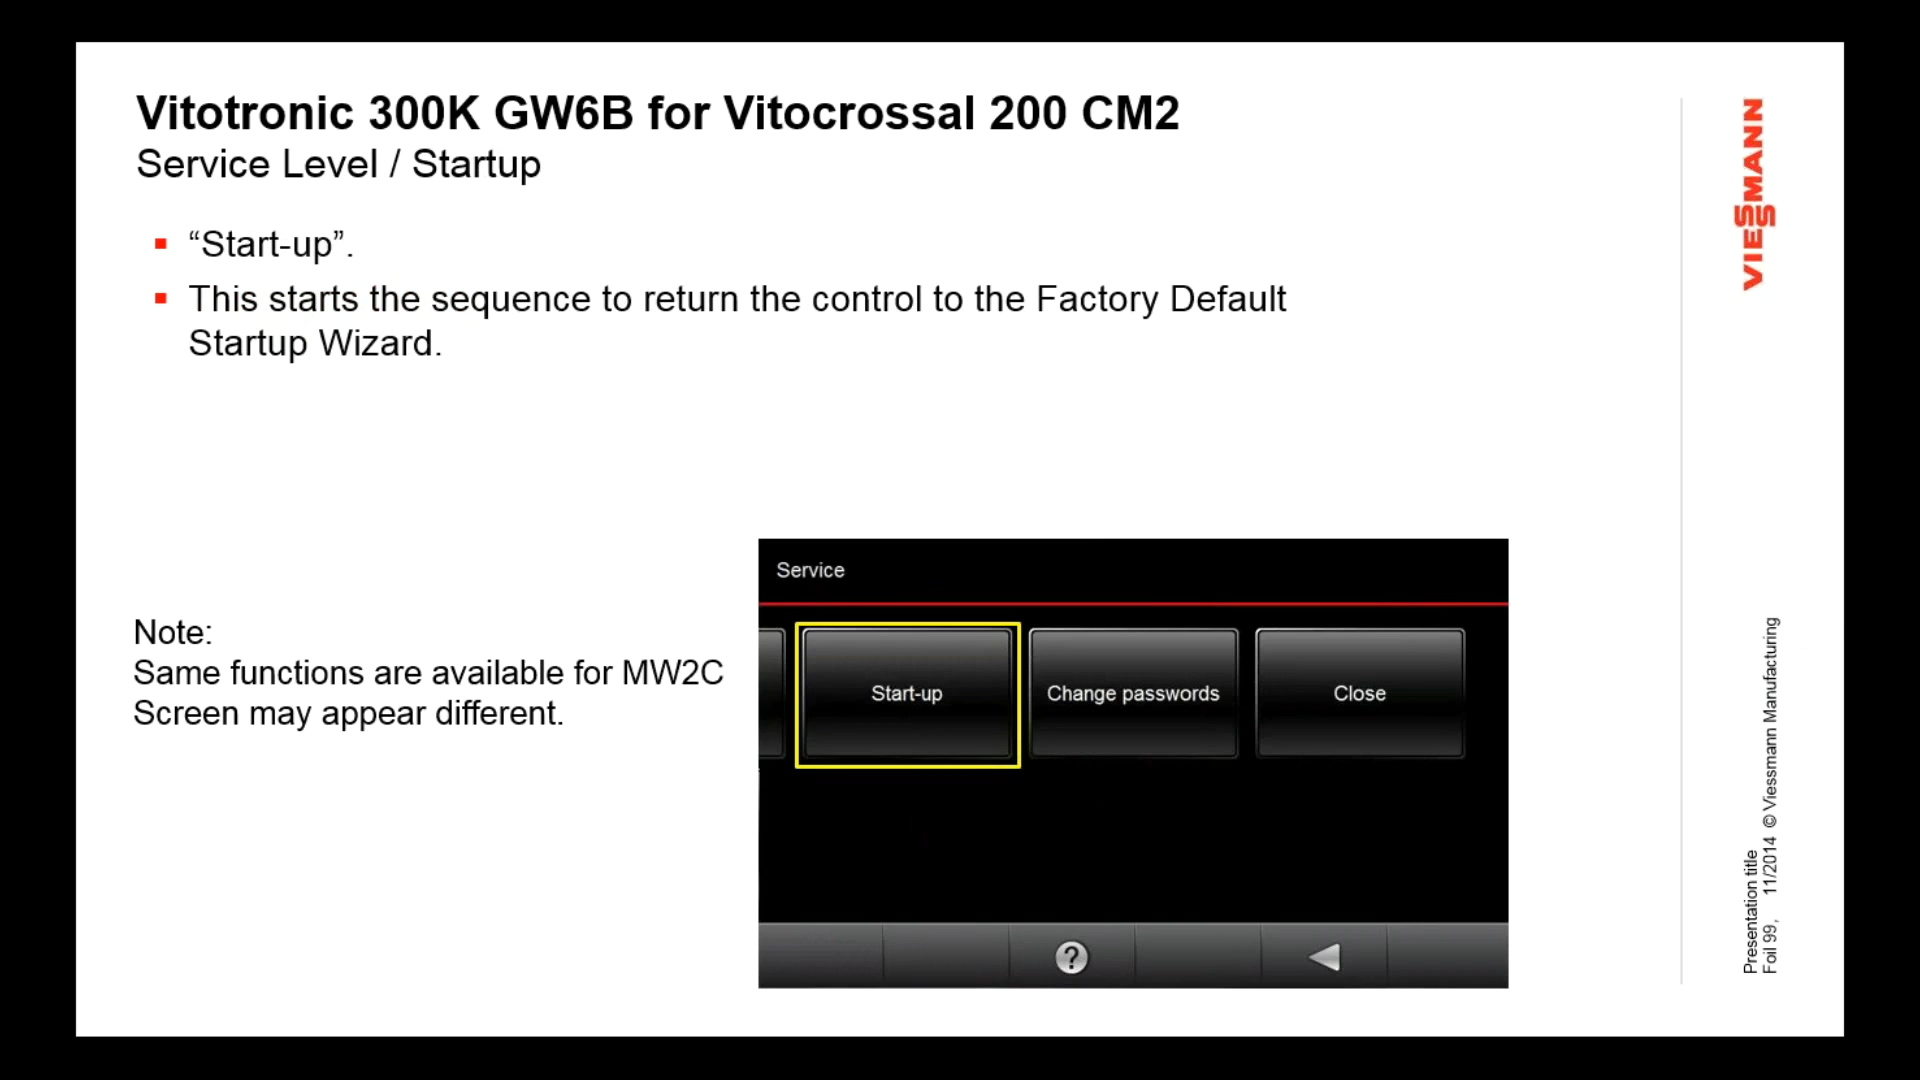 Vitotronic 300K GW6B for Vitocrossal 200 CM2
Service Level / Startup
“Start-up”.
This starts the sequence to return the control to the Factory Default
Startup Wizard.
Note:
Same functions are available for MW2C
Screen may appear different.
Service
Start-up
Change passwords
Close
?
VIESSMANN
Presentation title
Foil 99, 11/2014 © Viessmann Manufacturing